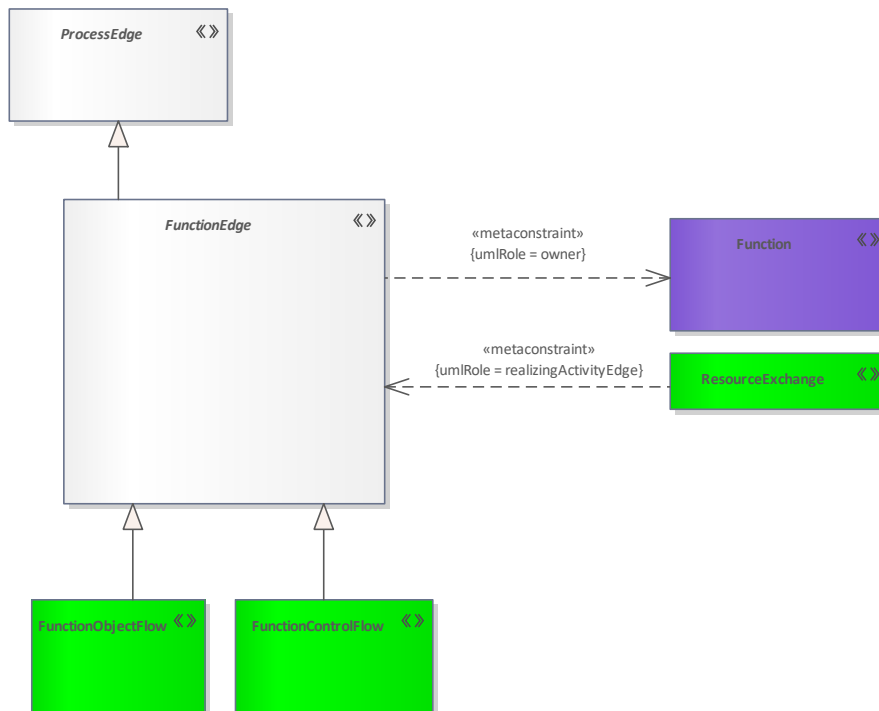 ProcessEdge
FunctionEdge
«metaconstraint»
{umlRole = owner}
Function
«metaconstraint»
{umlRole = realizingActivityEdge}
ResourceExchange
FunctionObjectFlow
FunctionControlFlow